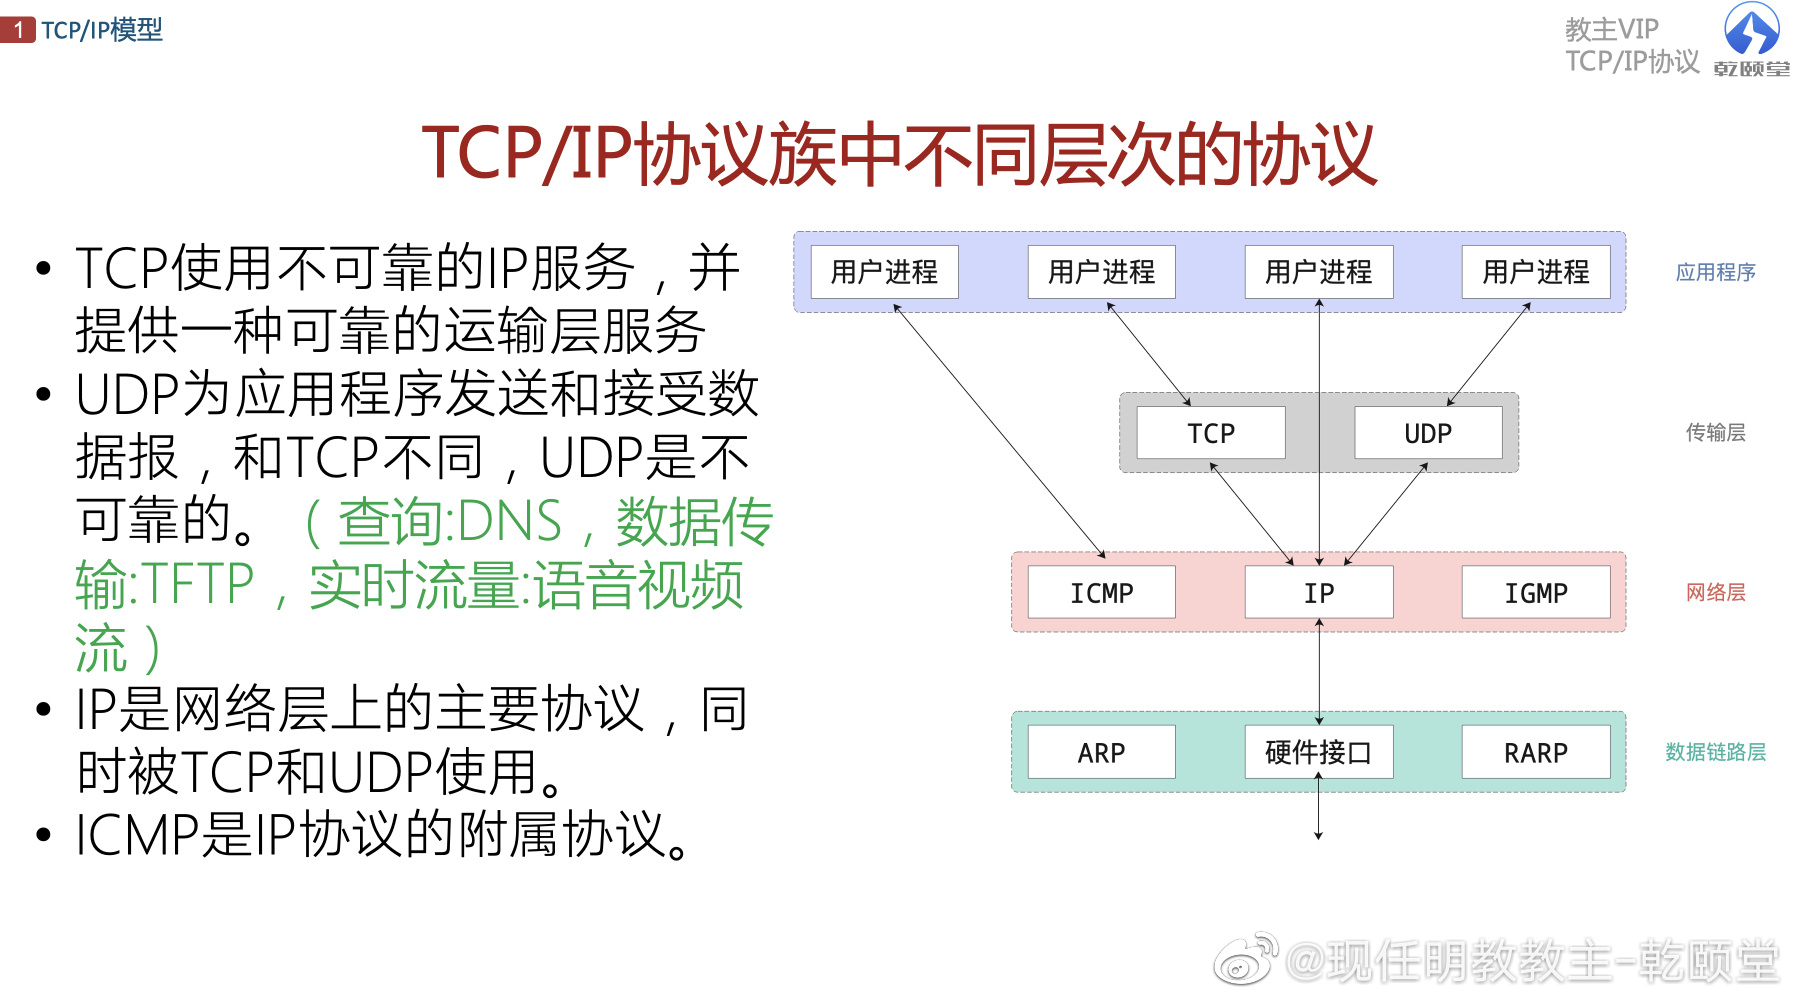 1 TCP/IP模型
教主VIP
TCP/IP协议
乾颐堂
TCP/IP协议族中不同层次的协议
• TCP使用不可靠的IP服务，并
提供一种可靠的运输层服务
• UDP为应用程序发送和接受数
据报，和TCP不同，UDP是不
可靠的。（查询:DNS，数据传
输:TFTP，实时流量:语音视频
流）
• IP是网络层上的主要协议，同
时被TCP和UDP使用。
• ICMP是IP协议的附属协议。
用户进程 用户进程 用户进程 用户进程 应用程序
TCP UDP 传输层
ICMP IP IGMP 网络层
ARP 硬件接口 RARP 数据链路层
@现任明教教主-乾颐堂